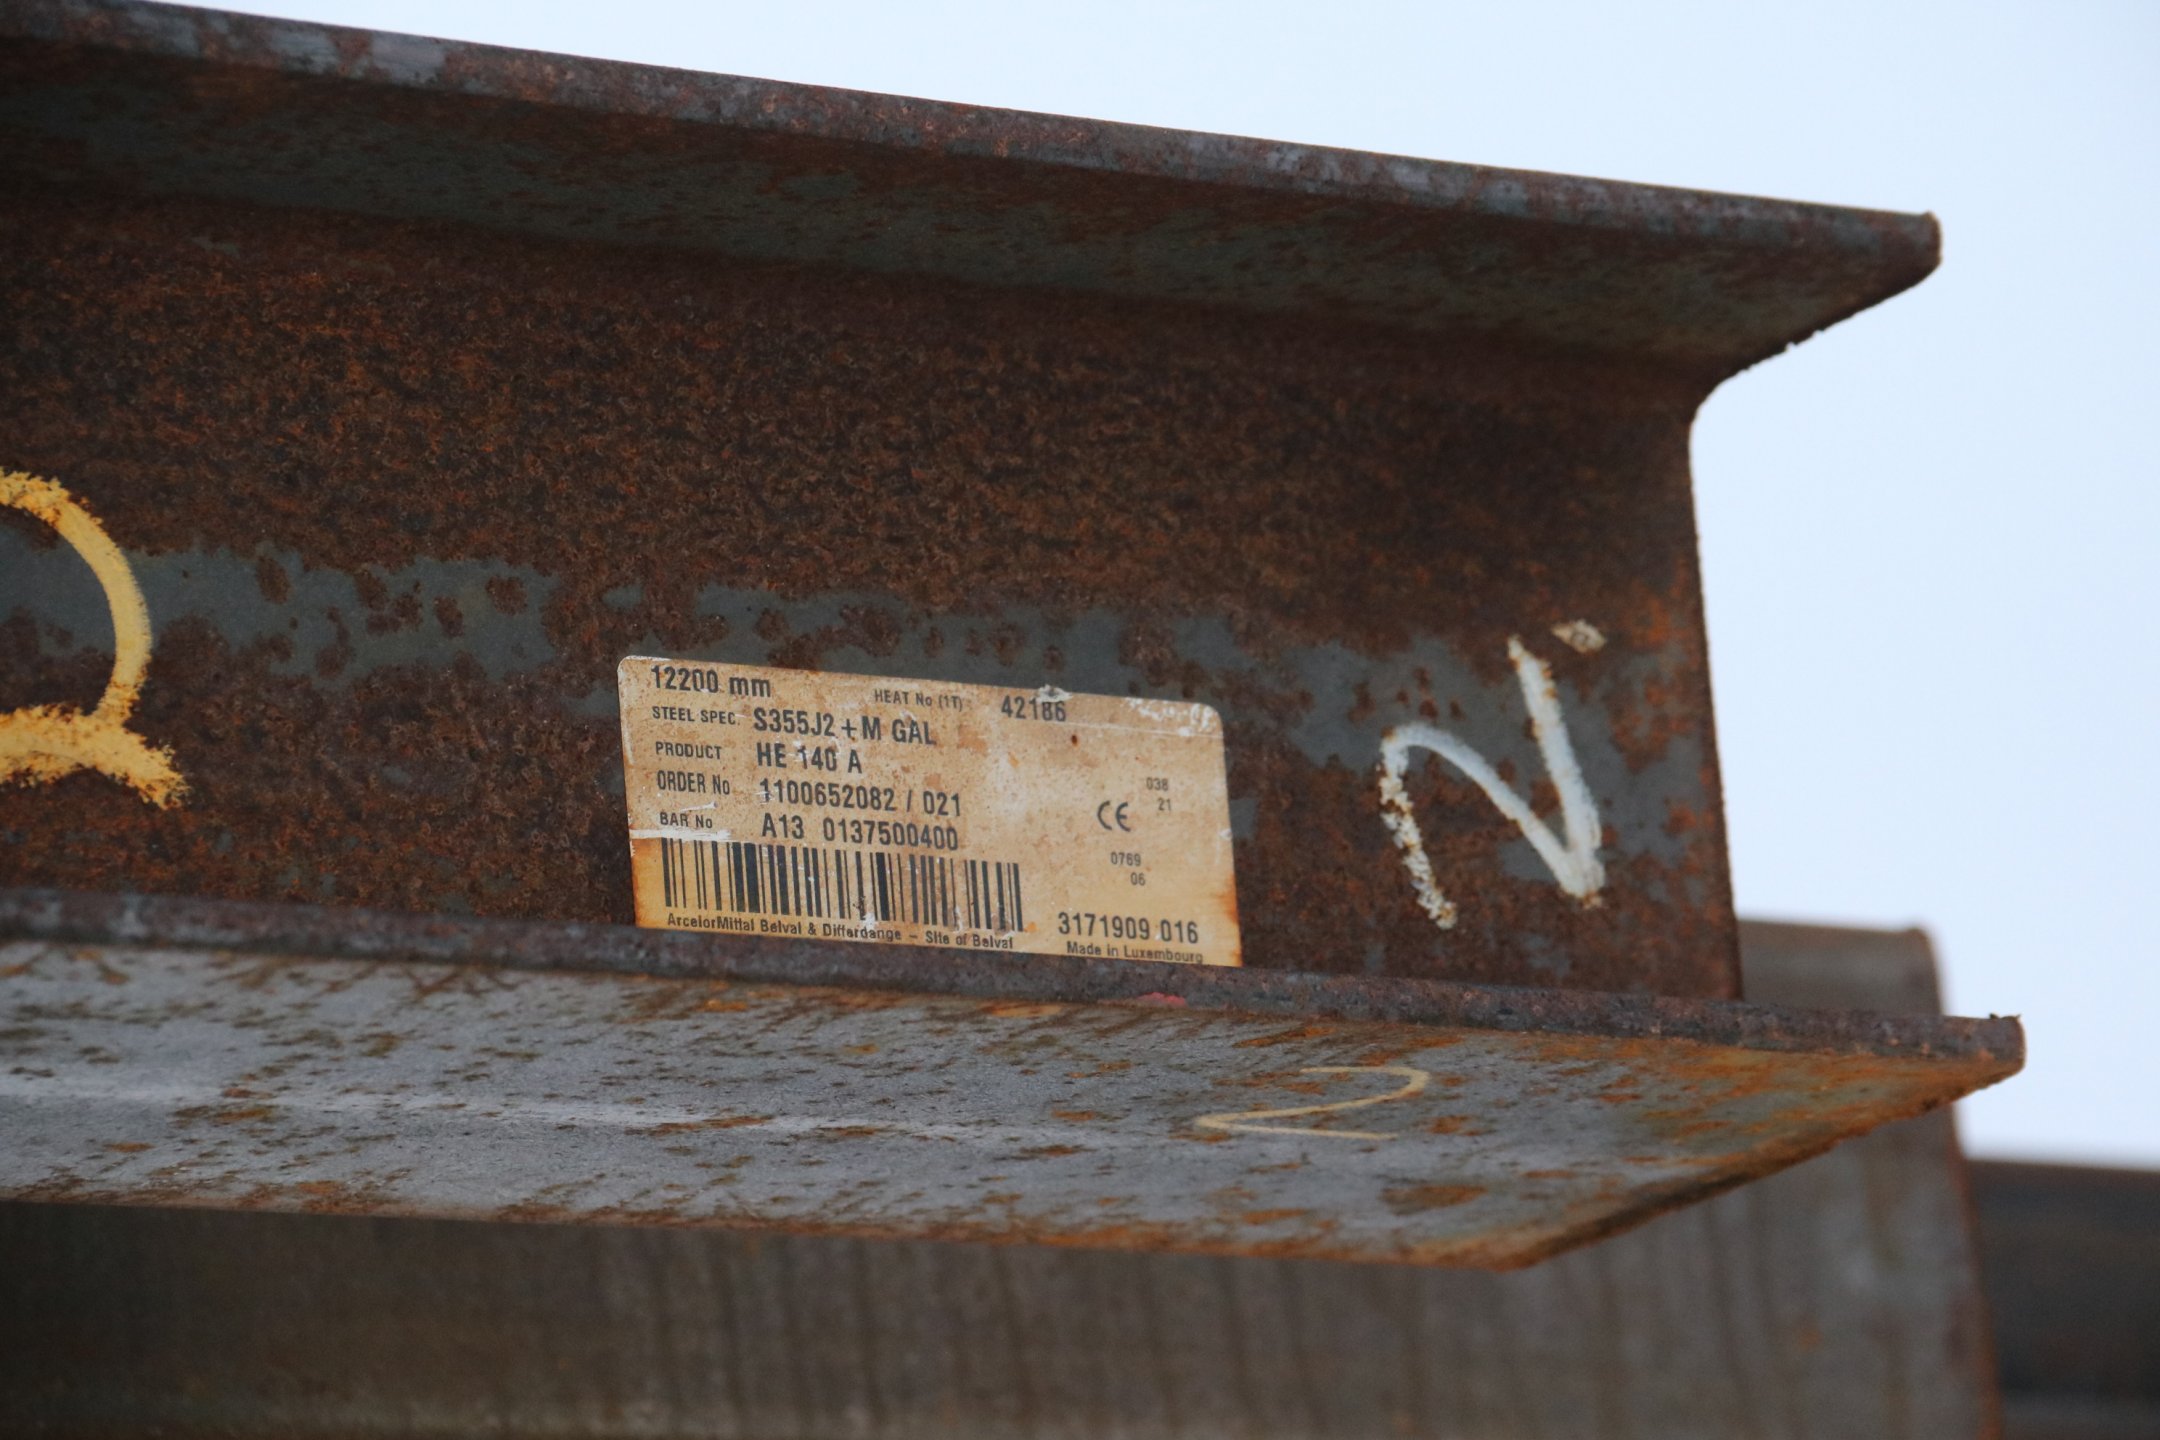 12200 mm HEAT No (1T) 42186
STEEL SPEC. S355J2 + M GAL
PRODUCT HE 140 A
ORDER No 1100652082 / 021
BAR No A13 0137500400
038
21
CE
0769
06
ArcelorMittal Belval & Differdange – Site of Belval
3171909 016
Made in Luxembourg
2
2